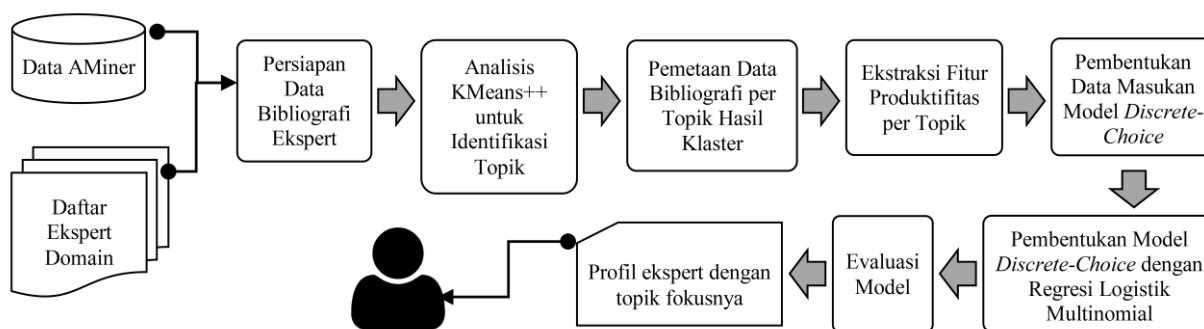 Data AMiner
Daftar
Ekspert
Domain
Persiapan
Data
Bibliografi
Ekspert
Analisis
KMeans++
untuk
Identifikasi
Topik
Pemetaan Data
Bibliografi per
Topik Hasil
Klaster
Ekstraksi Fitur
Produktifitas
per Topik
Pembentukan
Data Masukan
Model Discrete-
Choice
Pembentukan Model
Discrete-Choice dengan
Regresi Logistik
Multinomial
Evaluasi
Model
Profil ekspert dengan
topik fokusnya